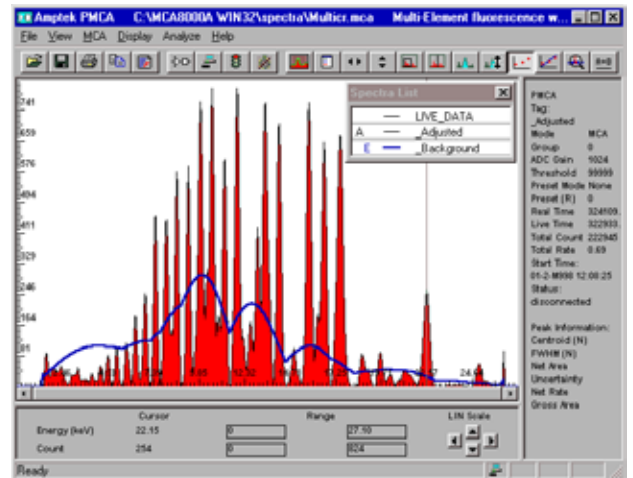 Amptek PMCA C:\MCA8000A WIN32\spectra\Multicr.mca Multi-Element fluorescence w...
File View MCA Display Analyze Help
Spectra List
LIVE_DATA
A _Adjusted
E _Background
741
659
576
494
411
329
246
164
81
PMCA
Tag:
_Adjusted
Mode MCA
Group 0
ADC Gain 1024
Threshold 99999
Preset Mode None
Preset (R) 0
Real Time 324109.
Live Time 322933.
Total Count 222945
Total Rate 0.69
Start Time:
12:08:25
Status:
disconnected
Peak Information:
Centroid (N)
FWHM (N)
Net Area
Uncertainty
Net Rate
Gross Area
Cursor Range LIN Scale
Energy (keV) 22.15 0 27.10
Count 254 0 824
Ready